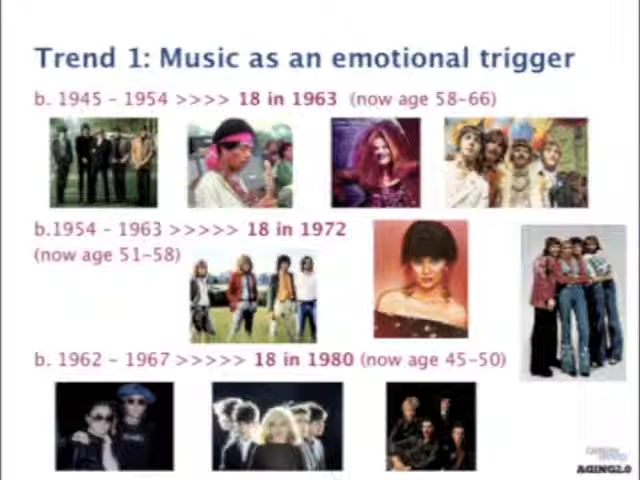 Trend 1: Music as an emotional trigger
b. 1945 – 1954 >>>> 18 in 1963 (now age 58-66)
b.1954 – 1963 >>>>> 18 in 1972
(now age 51-58)
b. 1962 – 1967 >>>>> 18 in 1980 (now age 45-50)
AGING2.0